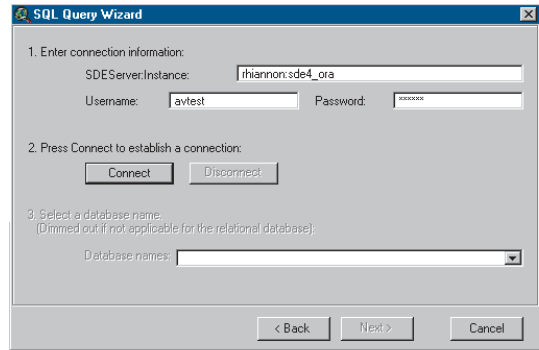 SQL Query Wizard
1. Enter connection information:
SDEServer:Instance: rhiannon:sde4_ora
Username: avtest Password: xxxxxx
2. Press Connect to establish a connection:
Connect Disconnect
3. Select a database name.
(Dimmed out if not applicable for the relational database):
Database names:
< Back Next > Cancel